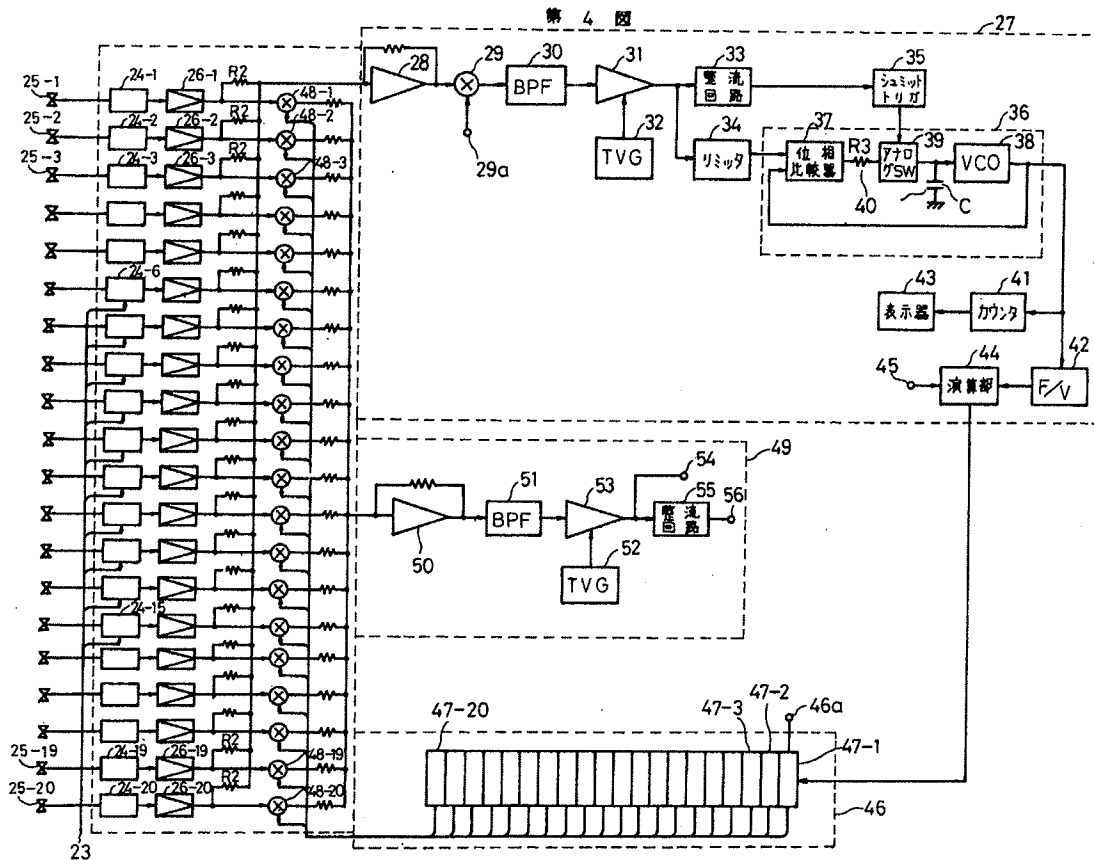 第 4 図
27
25-1
24-1
26-1
R2
48-1
28
29
29a
30
BPF
31
32
TVG
33
整流
回路
34
リミッタ
35
シュミット
トリガ
36
37
位相
比較器
R3
40
39
アナロ
グSW
38
VCO
C
25-2
24-2
26-2
R2
48-2
25-3
24-3
26-3
R2
48-3
24-6
43
表示器
41
カウンタ
45
44
演算部
42
F/V
49
50
51
BPF
53
52
TVG
54
55
整流
回路
56
24-15
47-20
47-3
47-2
46a
47-1
46
25-19
24-19
26-19
R2
48-19
25-20
24-20
26-20
R2
48-20
23